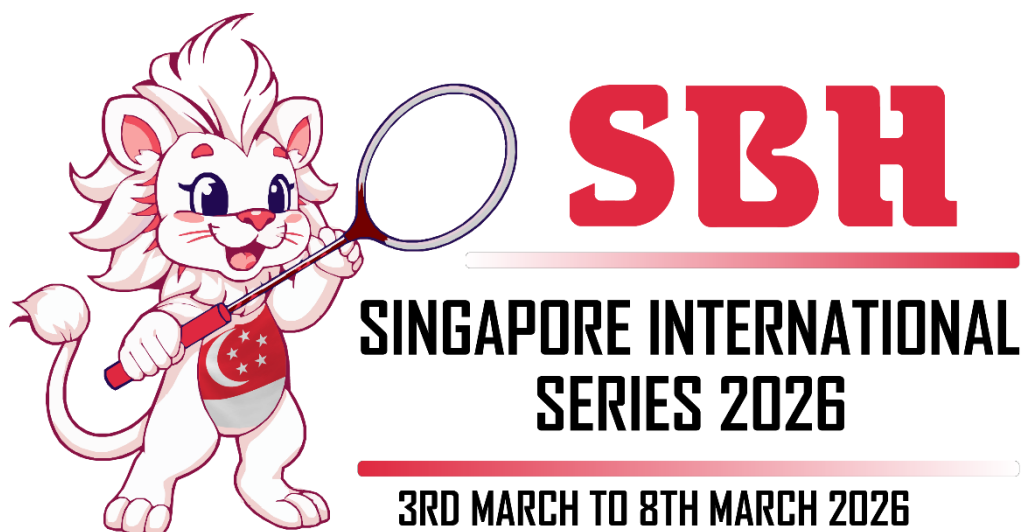 SBH
SINGAPORE INTERNATIONAL
SERIES 2026
3RD MARCH TO 8TH MARCH 2026